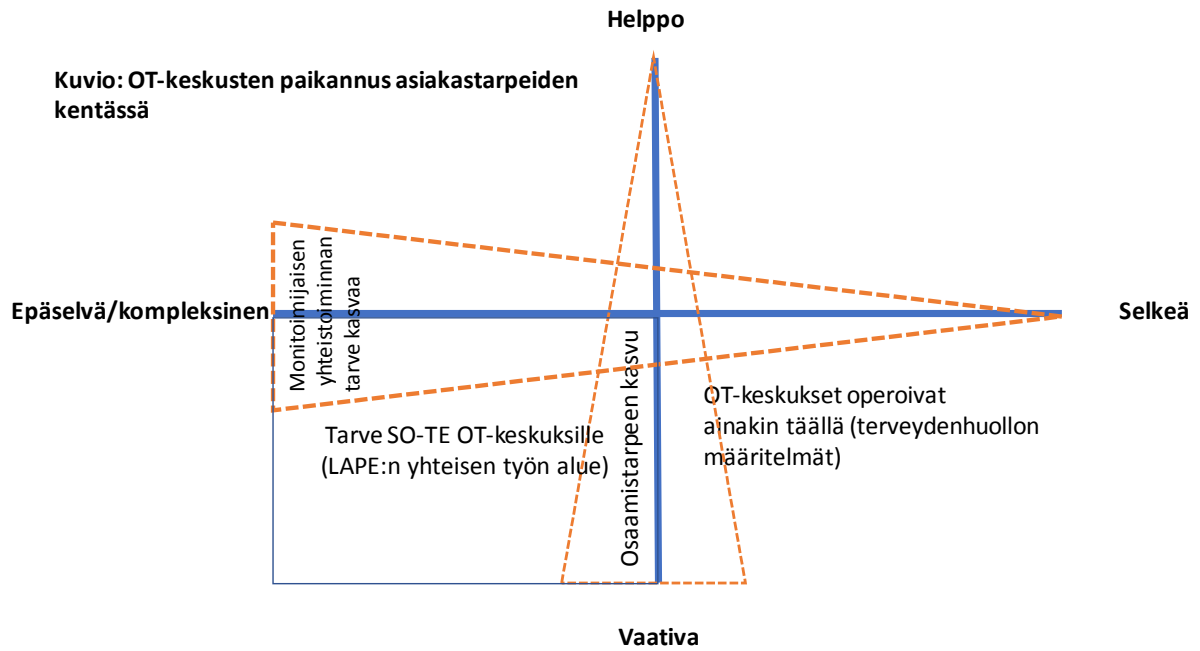 Helppo
Kuvio: OT-keskusten paikannus asiakastarpeiden
kentässä
Monitoimijaisen
yhteistoiminnan
tarve kasvaa
Epäselvä/kompleksinen
Selkeä
Osaamistarpeen kasvu
OT-keskukset operoivat
ainakin täällä (terveydenhuollon
määritelmät)
Tarve SO-TE OT-keskuksille
(LAPE:n yhteisen työn alue)
Vaativa